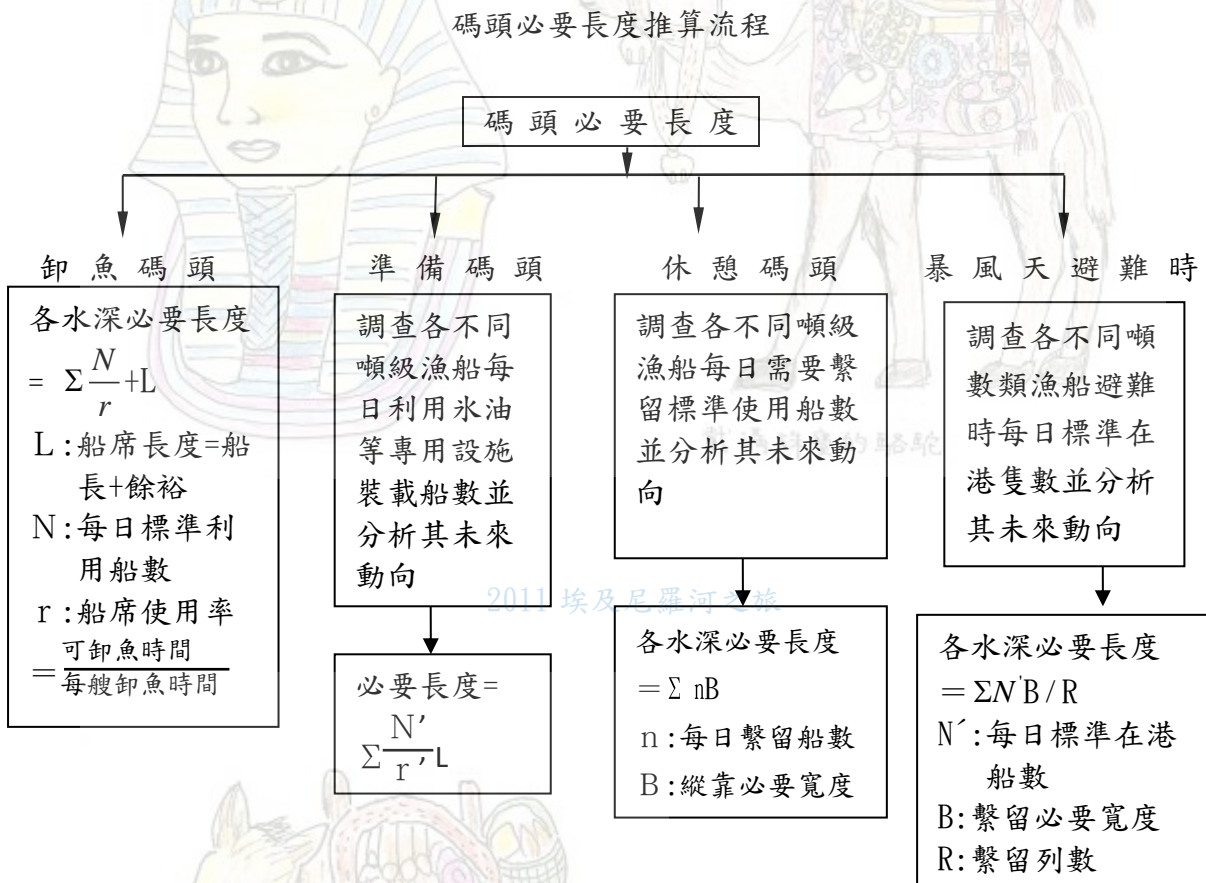 碼頭必要長度推算流程
碼頭必要長度
卸魚碼頭
各水深必要長度
= Σ N/r +L
L:船席長度=船
長+餘裕
N:每日標準利
用船數
r:船席使用率
= 可卸魚時間/每艘卸魚時間
準備碼頭
調查各不同
噸級漁船每
日利用氷油
等專用設施
裝載船數並
分析其未來
動向
必要長度=
Σ N′/r′ L
休憩碼頭
調查各不同噸級
漁船每日需要繫
留標準使用船數
並分析其未來動
向
各水深必要長度
=Σ nB
n:每日繫留船數
B:縱靠必要寬度
暴風天避難時
調查各不同噸
數類漁船避難
時每日標準在
港隻數並分析
其未來動向
各水深必要長度
=ΣN'B/R
N´:每日標準在港
船數
B:繫留必要寬度
R:繫留列數
2011 埃及尼羅河之旅